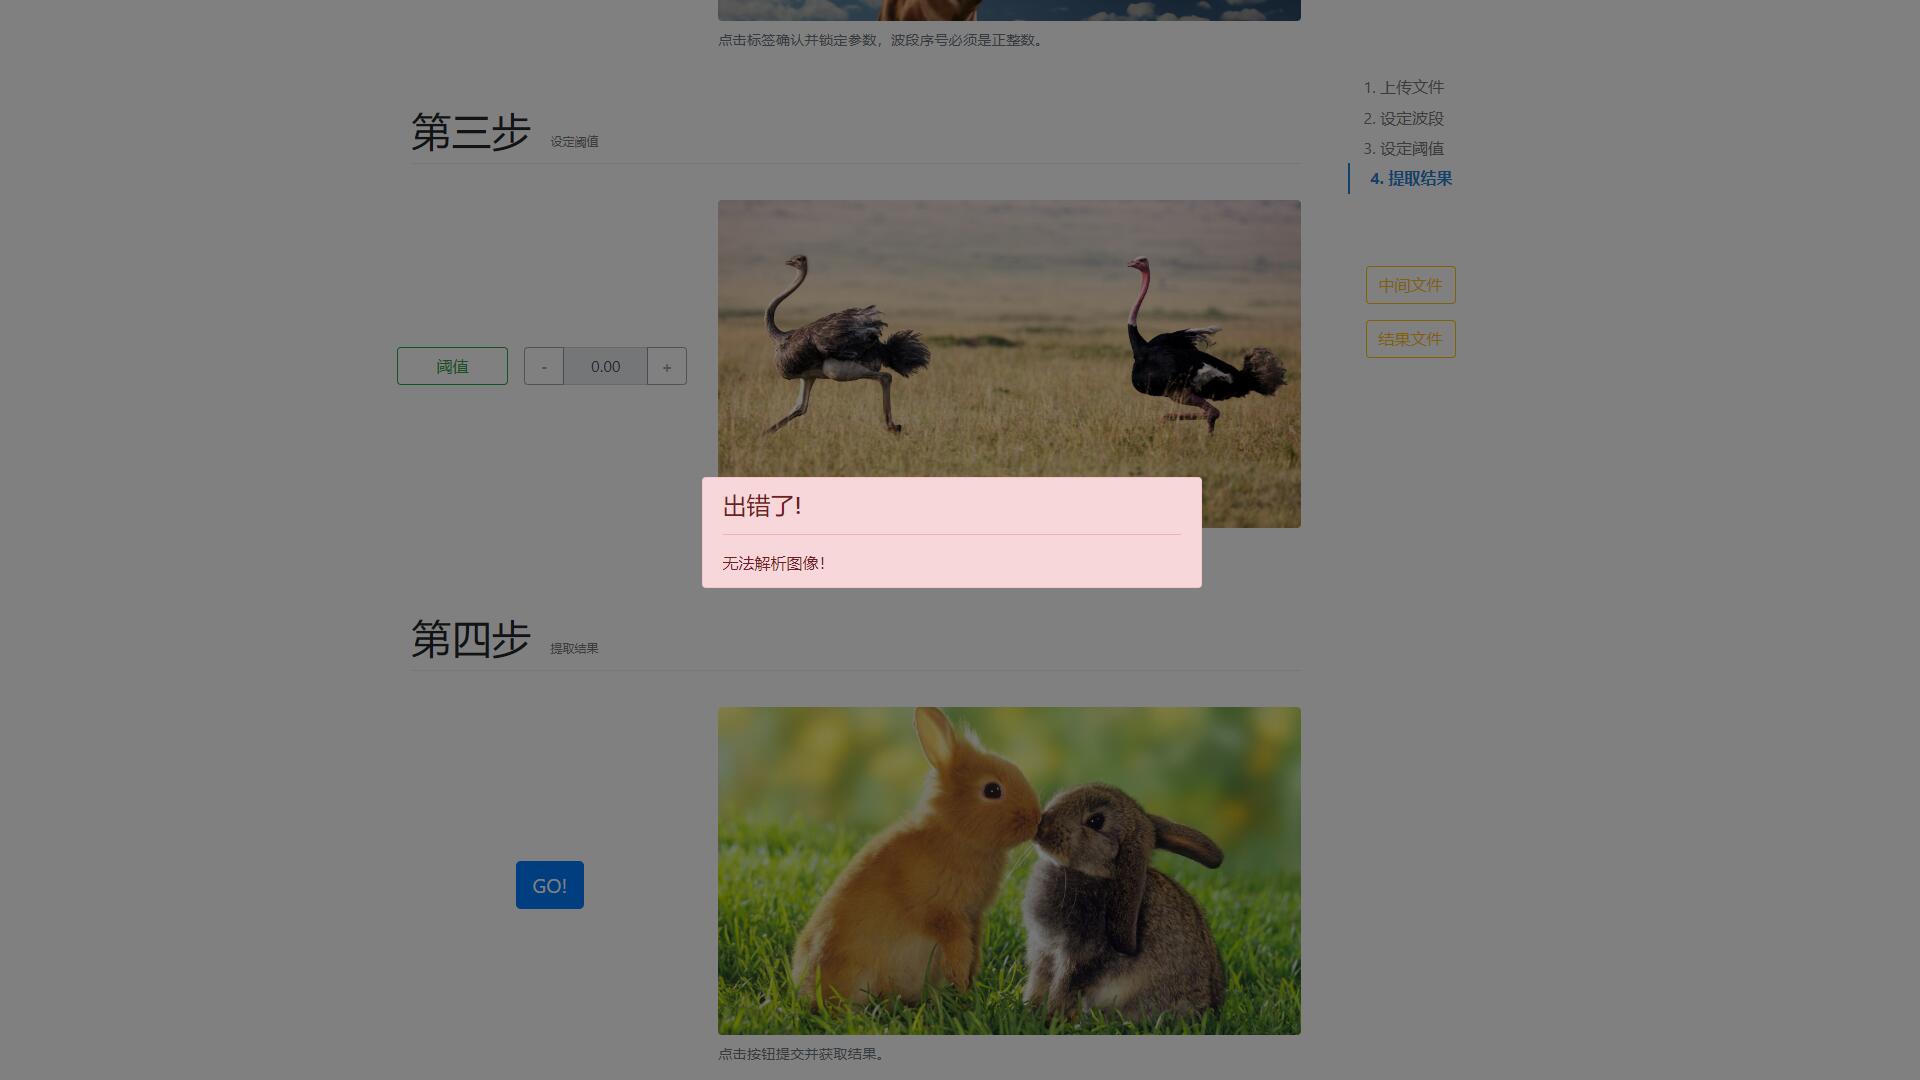 点击标签确认并锁定参数，波段序号必须是正整数。
1. 上传文件
2. 设定波段
3. 设定阈值
4. 提取结果
第三步 设定阈值
中间文件
结果文件
阈值 - 0.00 +
出错了!
无法解析图像！
第四步 提取结果
GO!
点击按钮提交并获取结果。